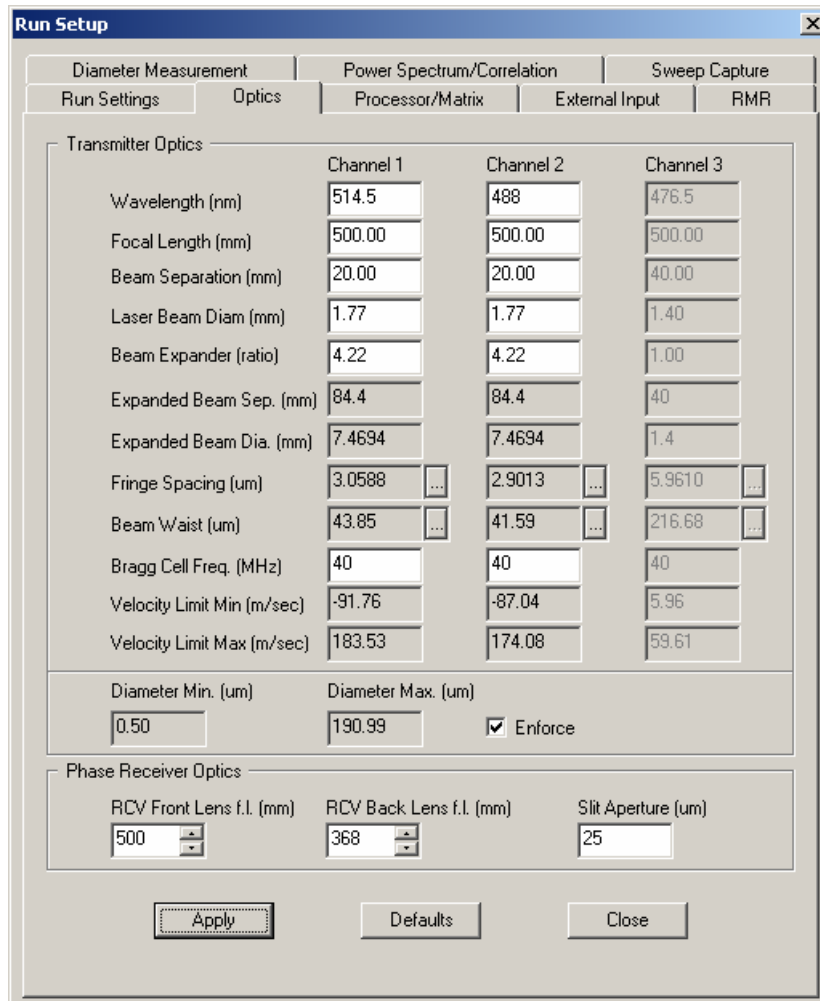 Run Setup
Diameter Measurement Power Spectrum/Correlation Sweep Capture
Run Settings Optics Processor/Matrix External Input RMR
Transmitter Optics
Channel 1 Channel 2 Channel 3
Wavelength (nm) 514.5 488 476.5
Focal Length (mm) 500.00 500.00 500.00
Beam Separation (mm) 20.00 20.00 40.00
Laser Beam Diam (mm) 1.77 1.77 1.40
Beam Expander (ratio) 4.22 4.22 1.00
Expanded Beam Sep. (mm) 84.4 84.4 40
Expanded Beam Dia. (mm) 7.4694 7.4694 1.4
Fringe Spacing (um) 3.0588 ... 2.9013 ... 5.9610 ...
Beam Waist (um) 43.85 ... 41.59 ... 216.68 ...
Bragg Cell Freq. (MHz) 40 40 40
Velocity Limit Min (m/sec) -91.76 -87.04 5.96
Velocity Limit Max (m/sec) 183.53 174.08 59.61
Diameter Min. (um) Diameter Max. (um)
0.50 190.99 Enforce
Phase Receiver Optics
RCV Front Lens f.l. (mm) RCV Back Lens f.l. (mm) Slit Aperture (um)
500 368 25
Apply Defaults Close